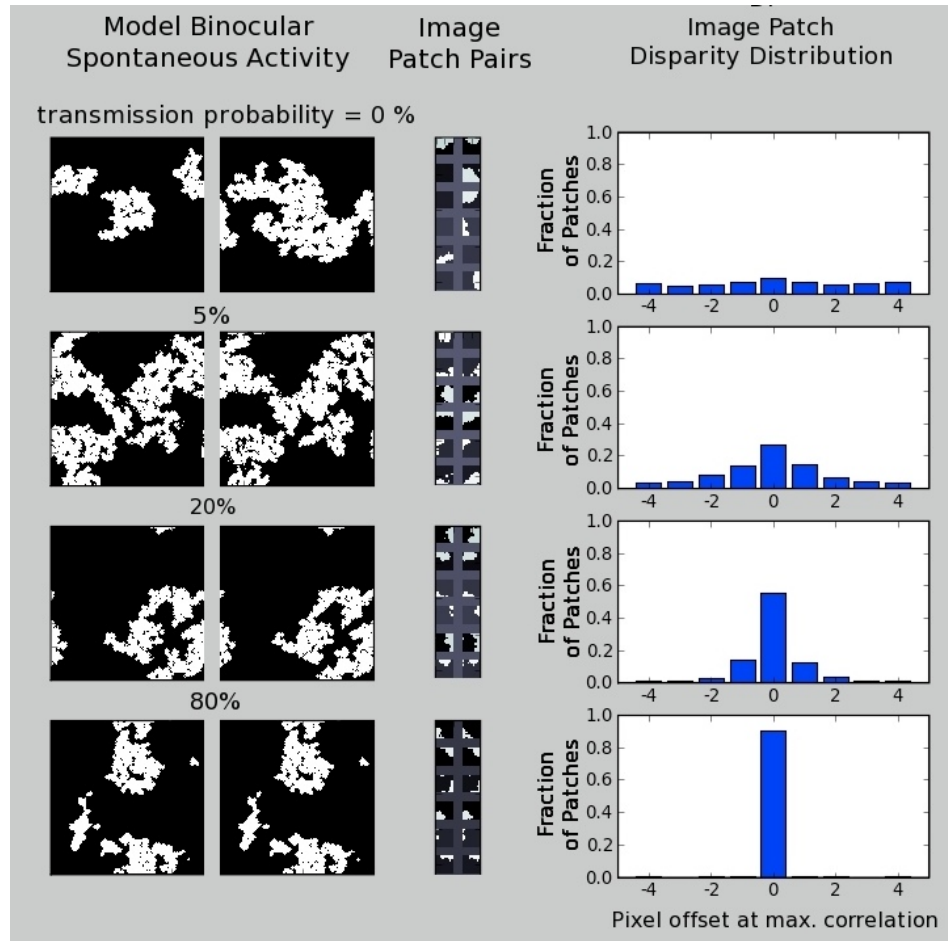 Model Binocular
Spontaneous Activity
Image
Patch Pairs
Image Patch
Disparity Distribution
transmission probability = 0 %
Fraction
of Patches
1.0
0.8
0.6
0.4
0.2
0.0
-4 -2 0 2 4
5%
Fraction
of Patches
1.0
0.8
0.6
0.4
0.2
0.0
-4 -2 0 2 4
20%
Fraction
of Patches
1.0
0.8
0.6
0.4
0.2
0.0
-4 -2 0 2 4
80%
Fraction
of Patches
1.0
0.8
0.6
0.4
0.2
0.0
-4 -2 0 2 4
Pixel offset at max. correlation